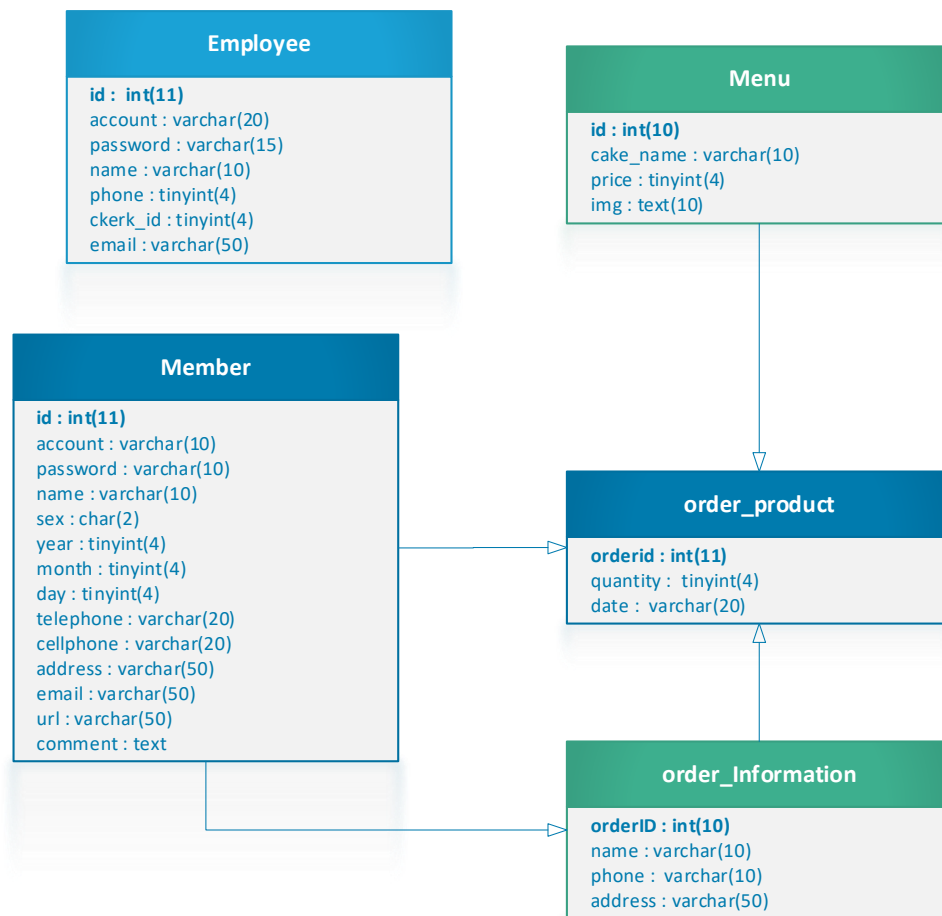 Employee
id : int(11)
account : varchar(20)
password : varchar(15)
name : varchar(10)
phone : tinyint(4)
ckerk_id : tinyint(4)
email : varchar(50)
Menu
id : int(10)
cake_name : varchar(10)
price : tinyint(4)
img : text(10)
Member
id : int(11)
account : varchar(10)
password : varchar(10)
name : varchar(10)
sex : char(2)
year : tinyint(4)
month : tinyint(4)
day : tinyint(4)
telephone : varchar(20)
cellphone : varchar(20)
address : varchar(50)
email : varchar(50)
url : varchar(50)
comment : text
order_product
orderid : int(11)
quantity : tinyint(4)
date : varchar(20)
order_Information
orderID : int(10)
name : varchar(10)
phone : varchar(10)
address : varchar(50)